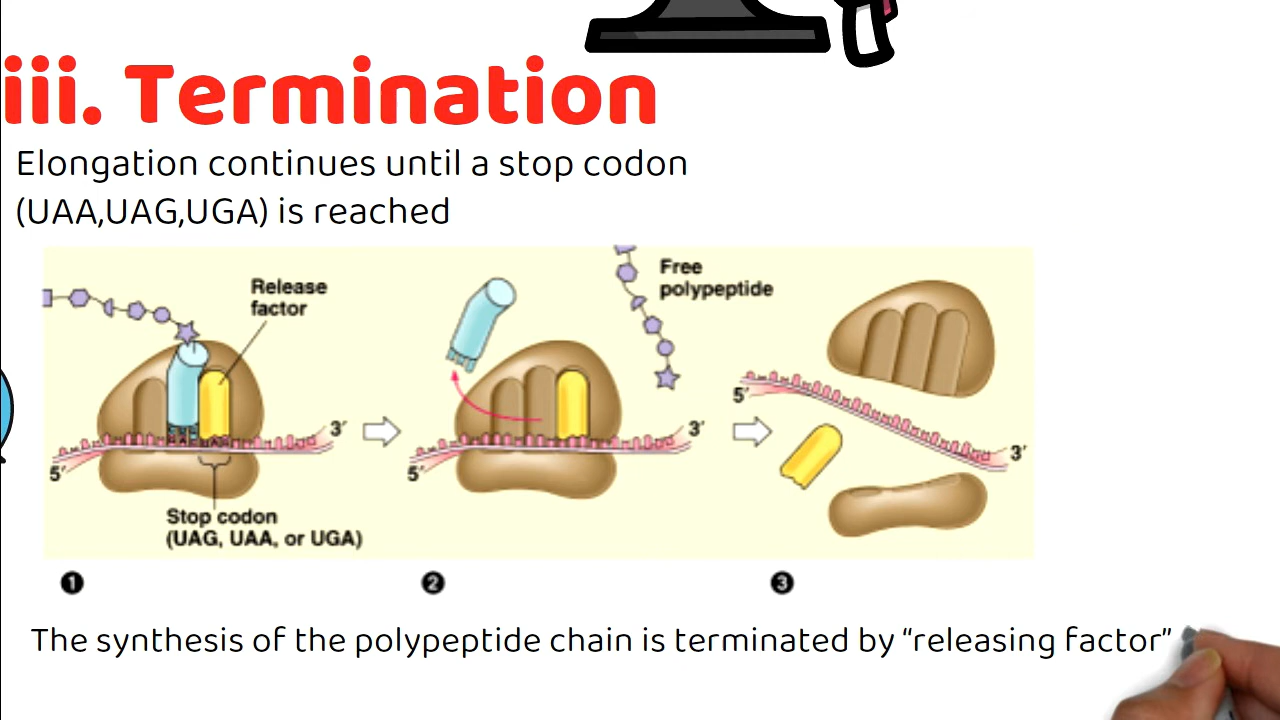 iii. Termination
Elongation continues until a stop codon
(UAA,UAG,UGA) is reached
Release
factor
3′
5′
Stop codon
(UAG, UAA, or UGA)
Free
polypeptide
3′
5′
5′
3′
1
2
3
The synthesis of the polypeptide chain is terminated by “releasing factor”